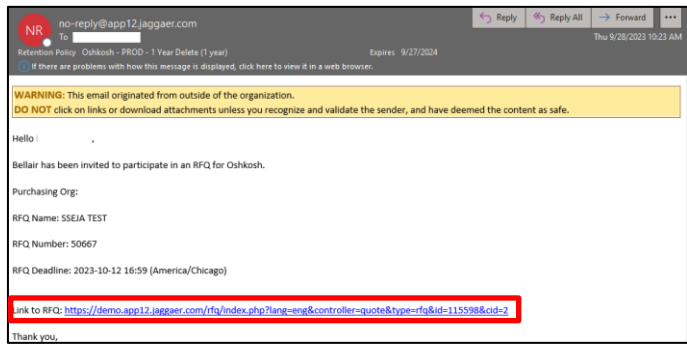 NR
no-reply@app12.jaggaer.com
To
Reply
Reply All
Forward
Thu 9/28/2023 10:23 AM
Retention Policy Oshkosh - PROD - 1 Year Delete (1 year)
Expires 9/27/2024
If there are problems with how this message is displayed, click here to view it in a web browser.
WARNING: This email originated from outside of the organization.
DO NOT click on links or download attachments unless you recognize and validate the sender, and have deemed the content as safe.
Hello ,
Bellair has been invited to participate in an RFQ for Oshkosh.
Purchasing Org:
RFQ Name: SSEJA TEST
RFQ Number: 50667
RFQ Deadline: 2023-10-12 16:59 (America/Chicago)
Link to RFQ: https://demo.app12.jaggaer.com/rfq/index.php?lang=eng&controller=quote&type=rfq&id=115598&cid=2
Thank you,